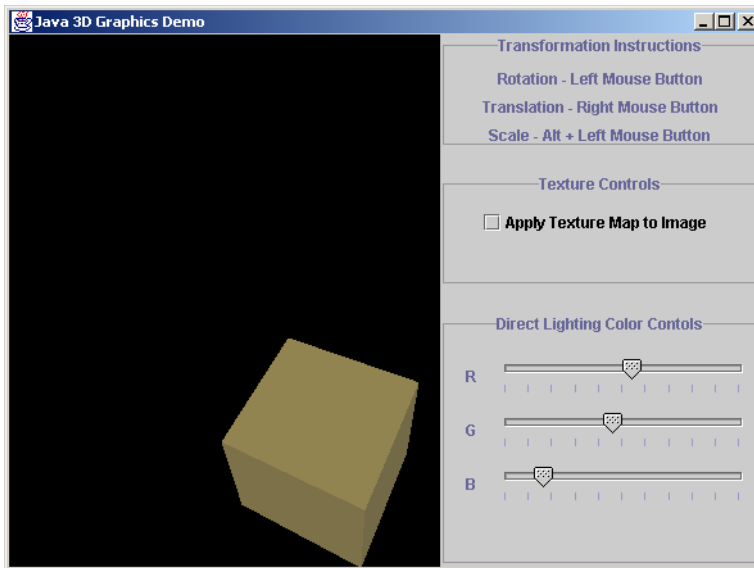 Java 3D Graphics Demo
Transformation Instructions
Rotation - Left Mouse Button
Translation - Right Mouse Button
Scale - Alt + Left Mouse Button
Texture Controls
Apply Texture Map to Image
Direct Lighting Color Contols
R
G
B